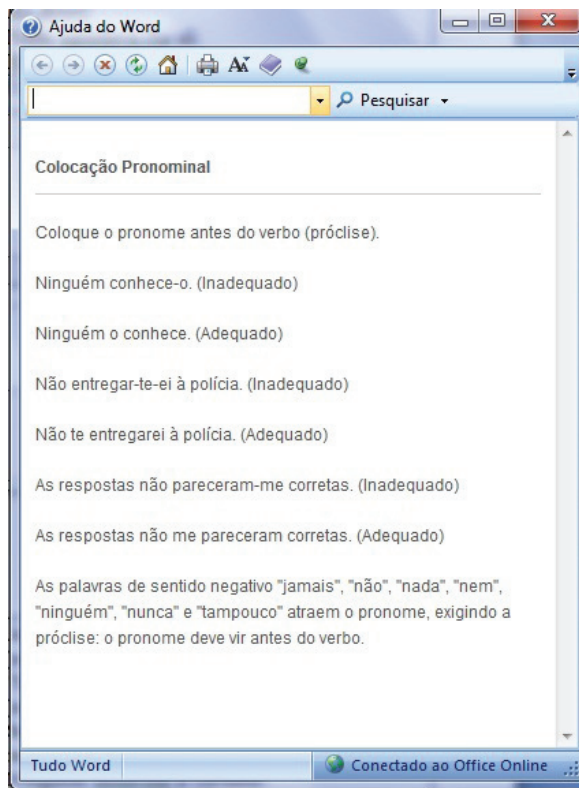 Ajuda do Word
Pesquisar
Colocação Pronominal
Coloque o pronome antes do verbo (próclise).
Ninguém conhece-o. (Inadequado)
Ninguém o conhece. (Adequado)
Não entregar-te-ei à polícia. (Inadequado)
Não te entregarei à polícia. (Adequado)
As respostas não pareceram-me corretas. (Inadequado)
As respostas não me pareceram corretas. (Adequado)
As palavras de sentido negativo "jamais", "não", "nada", "nem",
"ninguém", "nunca" e "tampouco" atraem o pronome, exigindo a
próclise: o pronome deve vir antes do verbo.
Tudo Word
Conectado ao Office Online